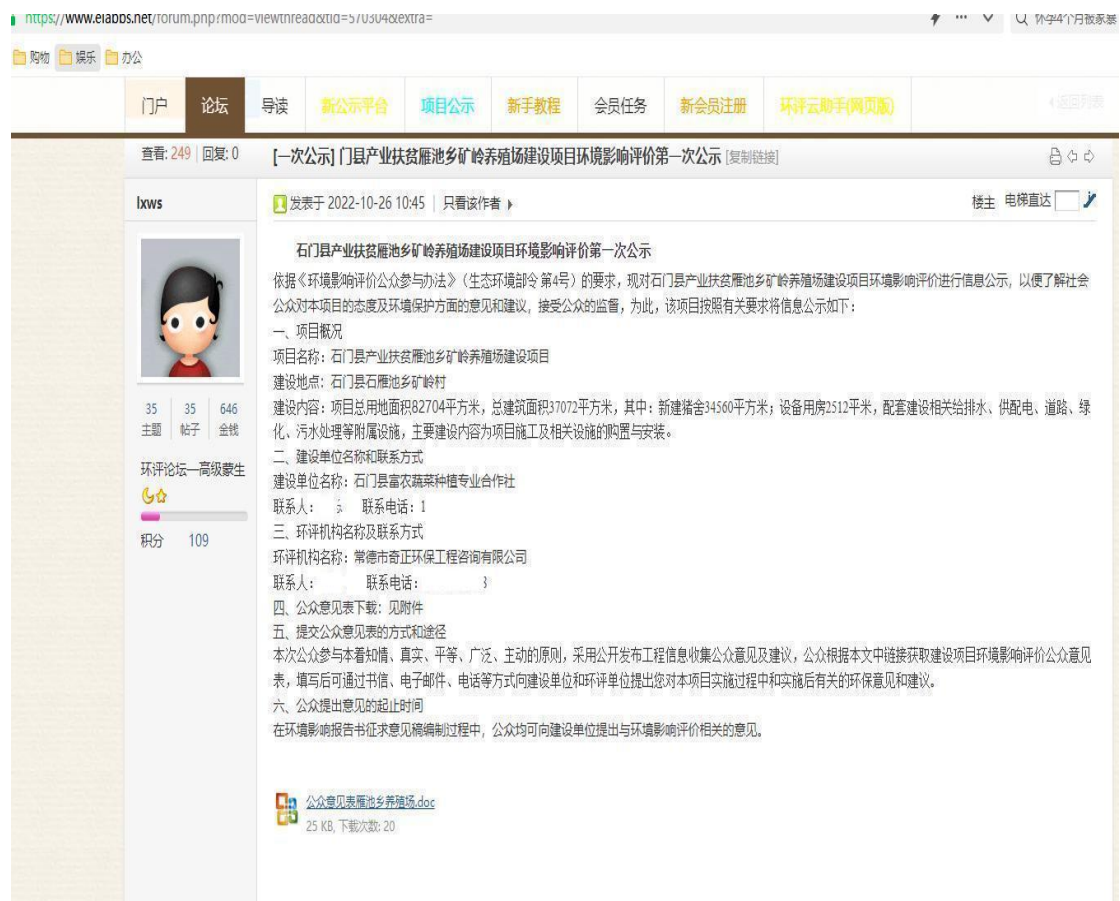 https://www.eiabbs.net/forum.php?mod=viewthread&tid=570304&extra=
怀孕4个月被家暴
购物 娱乐 办公
门户 论坛 导读 新公示平台 项目公示 新手教程 会员任务 新会员注册 环评云助手(网页版) 返回列表
查看: 249 回复: 0 [一次公示] 门县产业扶贫雁池乡矿岭养殖场建设项目环境影响评价第一次公示 [复制链接]
lxws 发表于 2022-10-26 10:45 只看该作者 楼主 电梯直达
石门县产业扶贫雁池乡矿岭养殖场建设项目环境影响评价第一次公示
依据《环境影响评价公众参与办法》（生态环境部令 第4号）的要求，现对石门县产业扶贫雁池乡矿岭养殖场建设项目环境影响评价进行信息公示，以便了解社会
公众对本项目的态度及环境保护方面的意见和建议，接受公众的监督，为此，该项目按照有关要求将信息公示如下：
一、项目概况
项目名称：石门县产业扶贫雁池乡矿岭养殖场建设项目
建设地点：石门县石雁池乡矿岭村
建设内容：项目总用地面积82704平方米，总建筑面积37072平方米，其中：新建猪舍34560平方米；设备用房2512平米，配套建设相关给排水、供配电、道路、绿
化、污水处理等附属设施，主要建设内容为项目施工及相关设施的购置与安装。
二、建设单位名称和联系方式
建设单位名称：石门县富农蔬菜种植专业合作社
联系人： 联系电话：1
三、环评机构名称及联系方式
环评机构名称：常德市奇正环保工程咨询有限公司
联系人： 联系电话：
四、公众意见表下载：见附件
五、提交公众意见表的方式和途径
本次公众参与本着知情、真实、平等、广泛、主动的原则，采用公开发布工程信息收集公众意见及建议，公众根据本文中链接获取建设项目环境影响评价公众意见
表，填写后可通过书信、电子邮件、电话等方式向建设单位和环评单位提出您对本项目实施过程中和实施后有关的环保意见和建议。
六、公众提出意见的起止时间
在环境影响报告书征求意见稿编制过程中，公众均可向建设单位提出与环境影响评价相关的意见。
公众意见表雁池乡养殖场.doc
25 KB, 下载次数: 20
35 35 646
主题 帖子 金钱
环评论坛—高级蒙生
积分 109